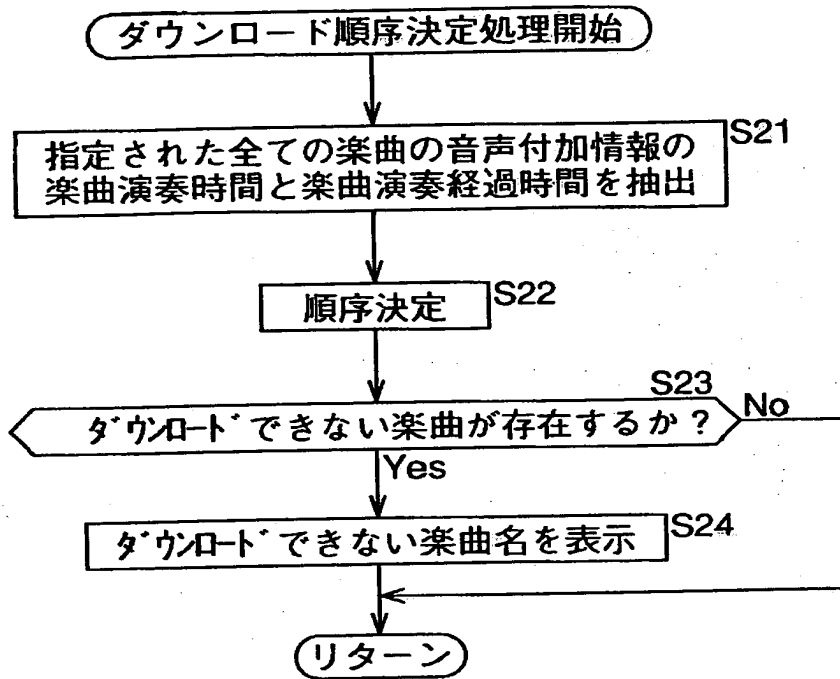 ダウンロード順序決定処理開始
S21
指定された全ての楽曲の音声付加情報の
楽曲演奏時間と楽曲演奏経過時間を抽出
順序決定 S22
S23
ダウンロードできない楽曲が存在するか? No
Yes
ダウンロードできない楽曲名を表示 S24
リターン